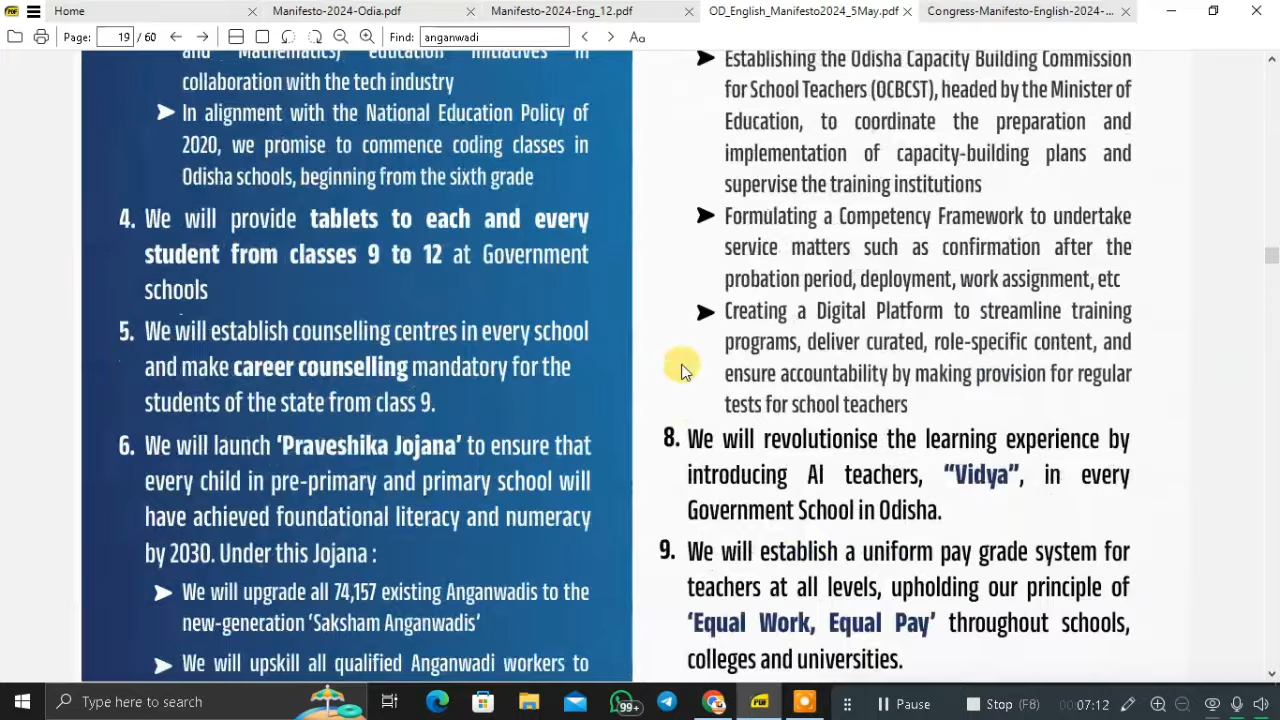 Home
Manifesto-2024-Odia.pdf
Manifesto-2024-Eng_12.pdf
OD_English_Manifesto2024_5May.pdf
Congress-Manifesto-English-2024-...
Page: 19 / 60
Find: anganwadi
Aa
and Mathematics) education initiatives in
collaboration with the tech industry
➤ In alignment with the National Education Policy of
2020, we promise to commence coding classes in
Odisha schools, beginning from the sixth grade
4. We will provide tablets to each and every
student from classes 9 to 12 at Government
schools
5. We will establish counselling centres in every school
and make career counselling mandatory for the
students of the state from class 9.
6. We will launch ‘Praveshika Jojana’ to ensure that
every child in pre-primary and primary school will
have achieved foundational literacy and numeracy
by 2030. Under this Jojana :
➤ We will upgrade all 74,157 existing Anganwadis to the
new-generation ‘Saksham Anganwadis’
➤ We will upskill all qualified Anganwadi workers to
➤ Establishing the Odisha Capacity Building Commission
for School Teachers (OCBCST), headed by the Minister of
Education, to coordinate the preparation and
implementation of capacity-building plans and
supervise the training institutions
➤ Formulating a Competency Framework to undertake
service matters such as confirmation after the
probation period, deployment, work assignment, etc
➤ Creating a Digital Platform to streamline training
programs, deliver curated, role-specific content, and
ensure accountability by making provision for regular
tests for school teachers
8. We will revolutionise the learning experience by
introducing AI teachers, “Vidya”, in every
Government School in Odisha.
9. We will establish a uniform pay grade system for
teachers at all levels, upholding our principle of
‘Equal Work, Equal Pay’ throughout schools,
colleges and universities.
Type here to search
99+
PDF
Pause
Stop (F8)
00:07:12